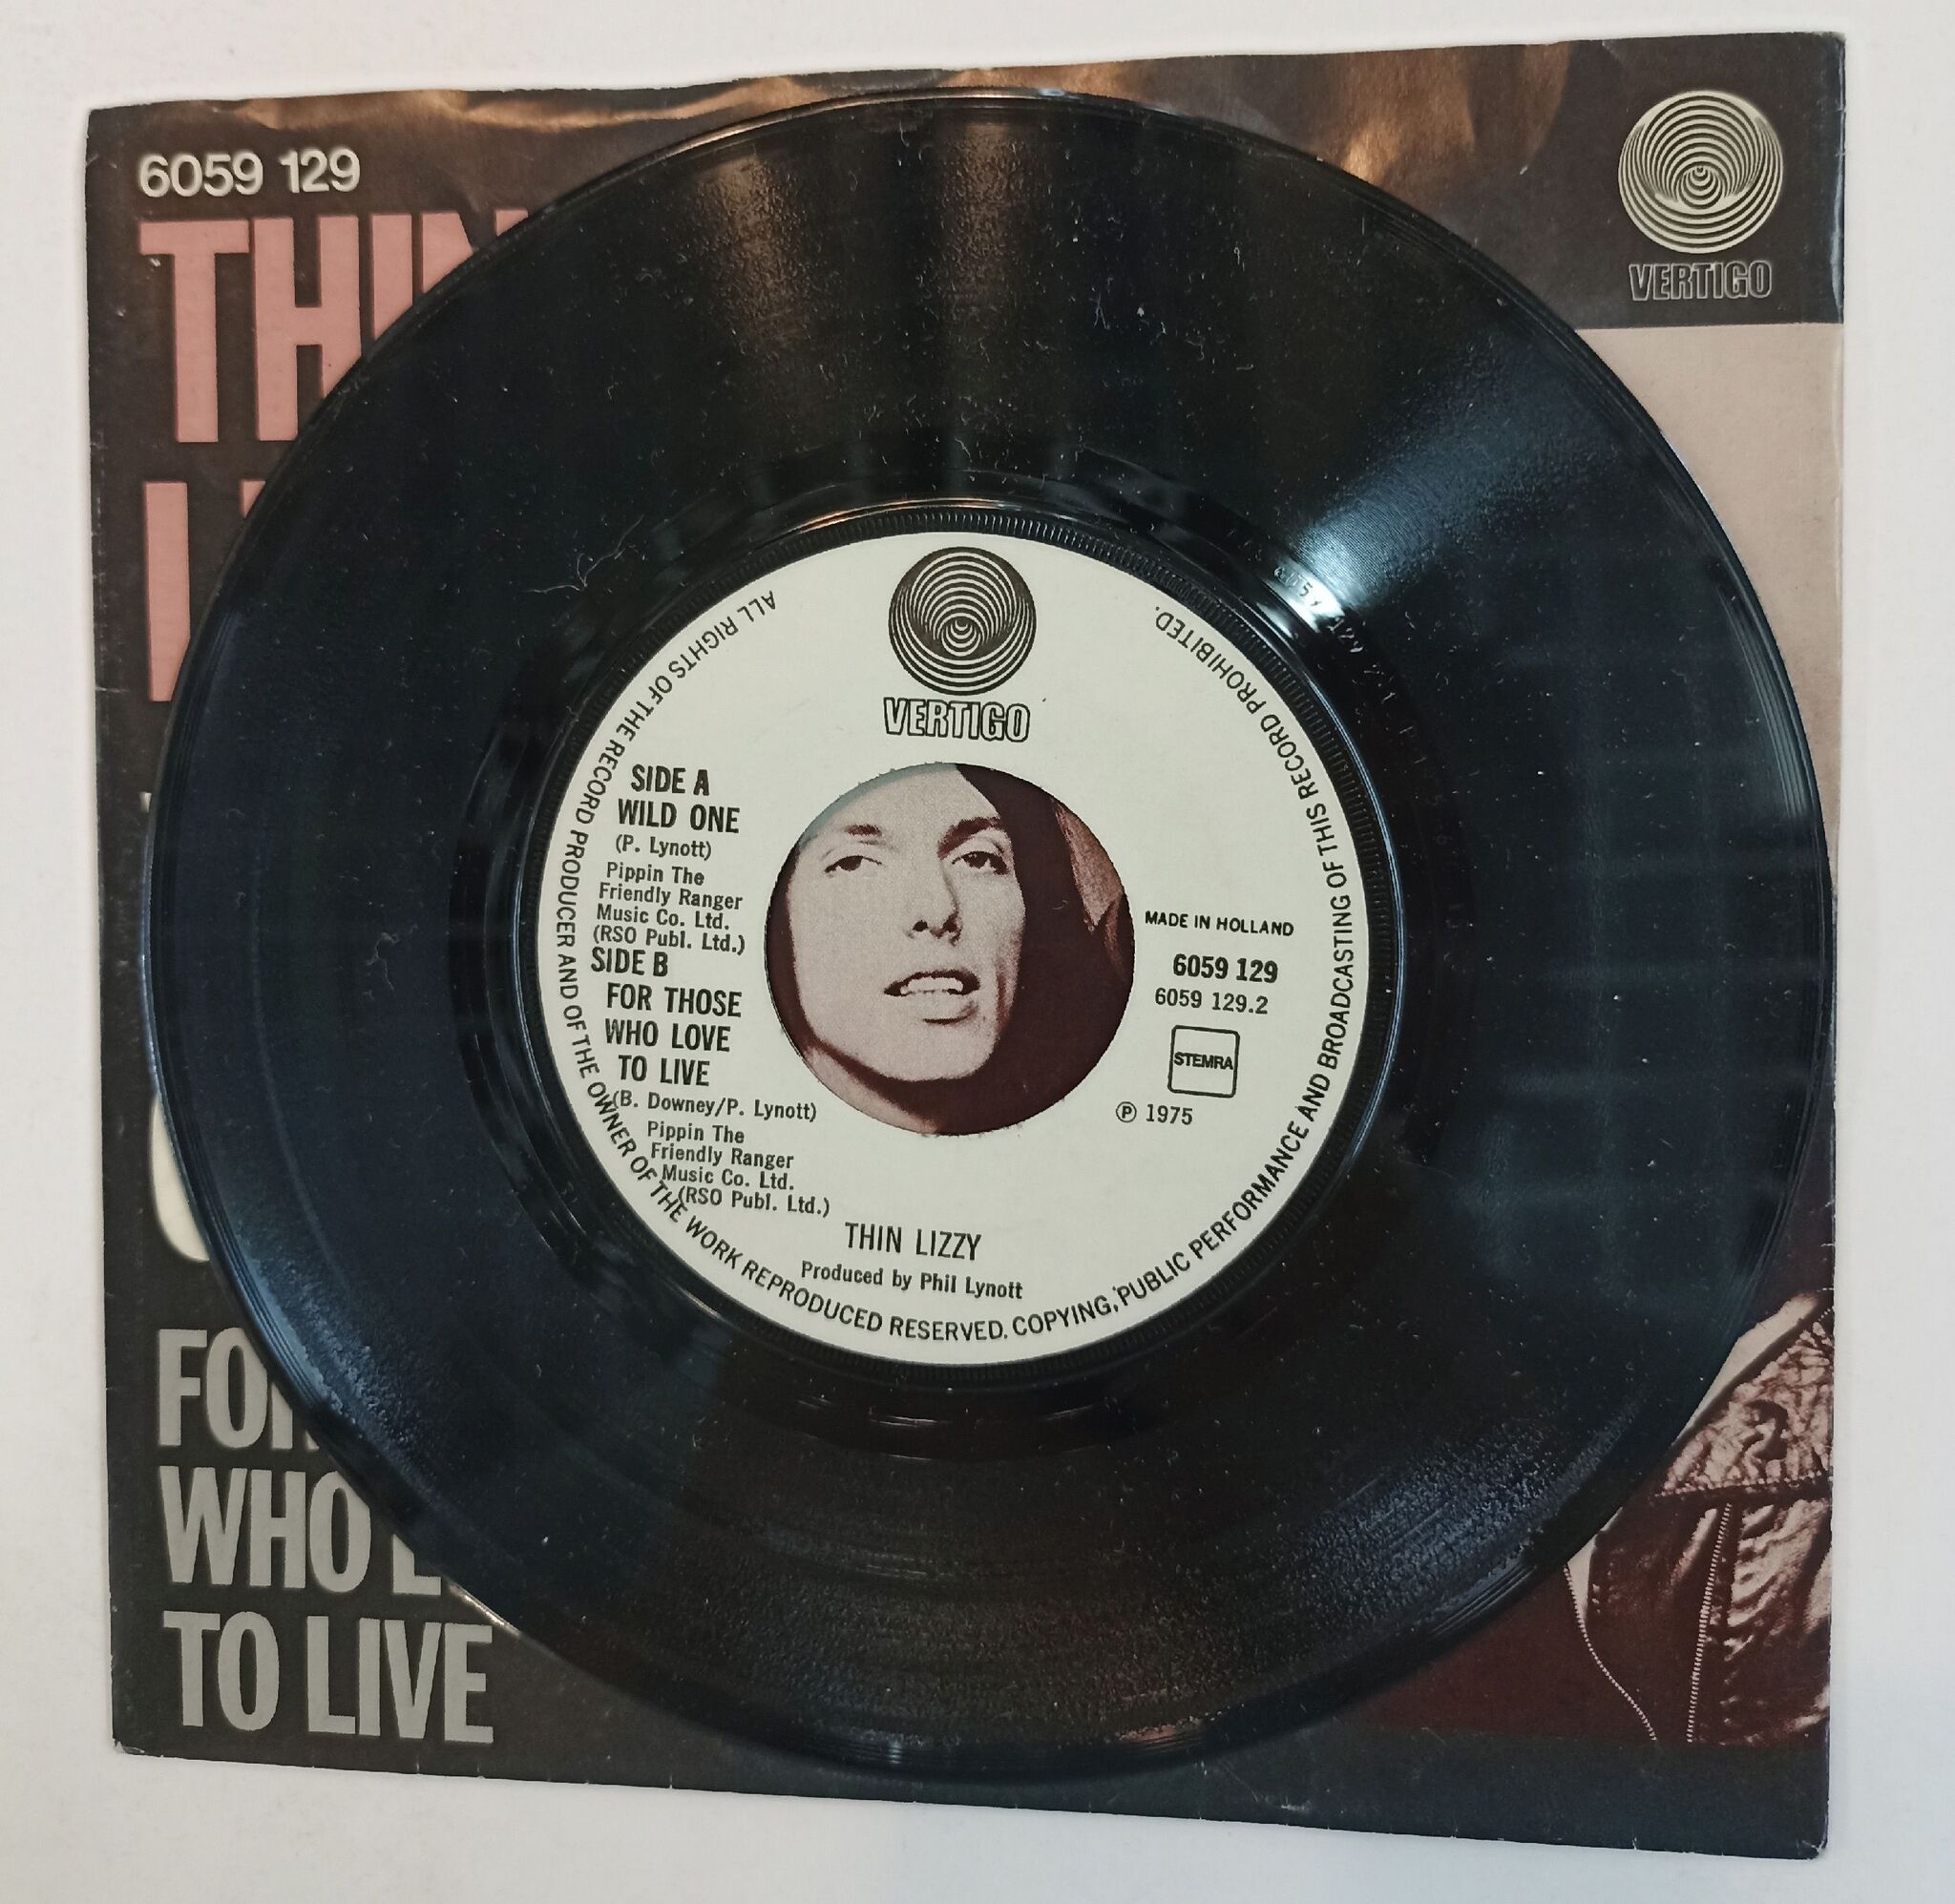 6059 129
THIN
VERTIGO
FOR
WHO
TO LIVE
VERTIGO
SIDE A
WILD ONE
(P. Lynott)
Pippin The
Friendly Ranger
Music Co. Ltd.
(RSO Publ. Ltd.)
SIDE B
FOR THOSE
WHO LOVE
TO LIVE
(B. Downey/P. Lynott)
Pippin The
Friendly Ranger
Music Co. Ltd.
(RSO Publ. Ltd.)
MADE IN HOLLAND
6059 129
6059 129.2
STEMRA
℗ 1975
THIN LIZZY
Produced by Phil Lynott
ALL RIGHTS OF THE RECORD PRODUCER AND OF THE OWNER OF THE WORK REPRODUCED RESERVED. COPYING, PUBLIC PERFORMANCE AND BROADCASTING OF THIS RECORD PROHIBITED.